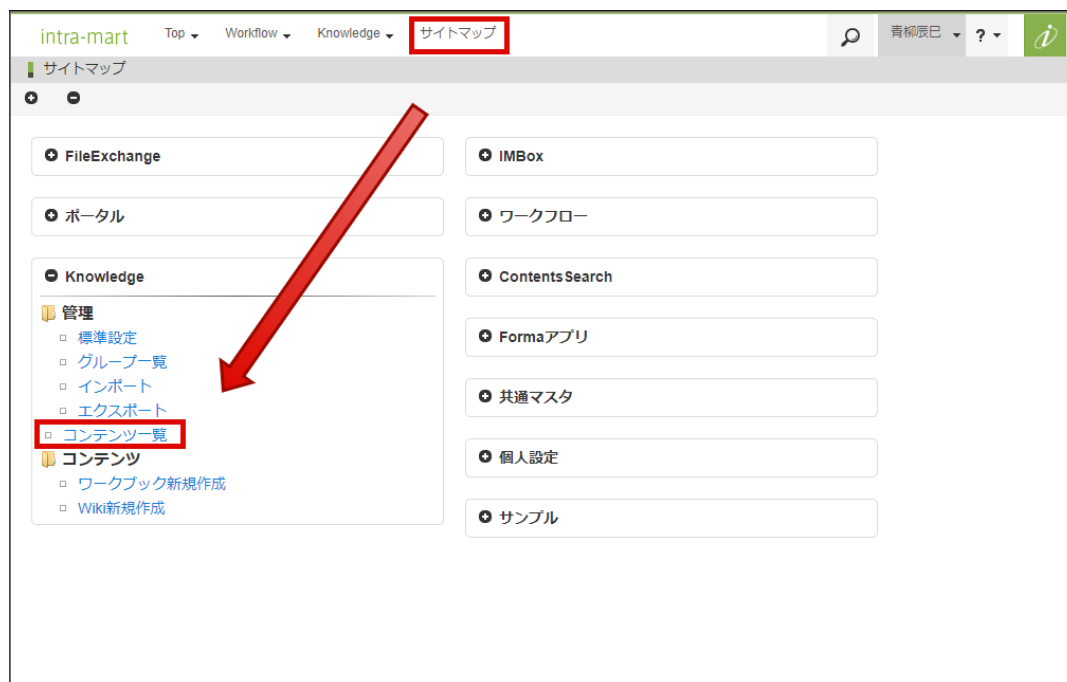 intra-mart Top Workflow Knowledge サイトマップ 青柳辰巳 ?
サイトマップ
FileExchange
ポータル
Knowledge
管理
標準設定
グループ一覧
インポート
エクスポート
コンテンツ一覧
コンテンツ
ワークブック新規作成
Wiki新規作成
IMBox
ワークフロー
ContentsSearch
Formaアプリ
共通マスタ
個人設定
サンプル